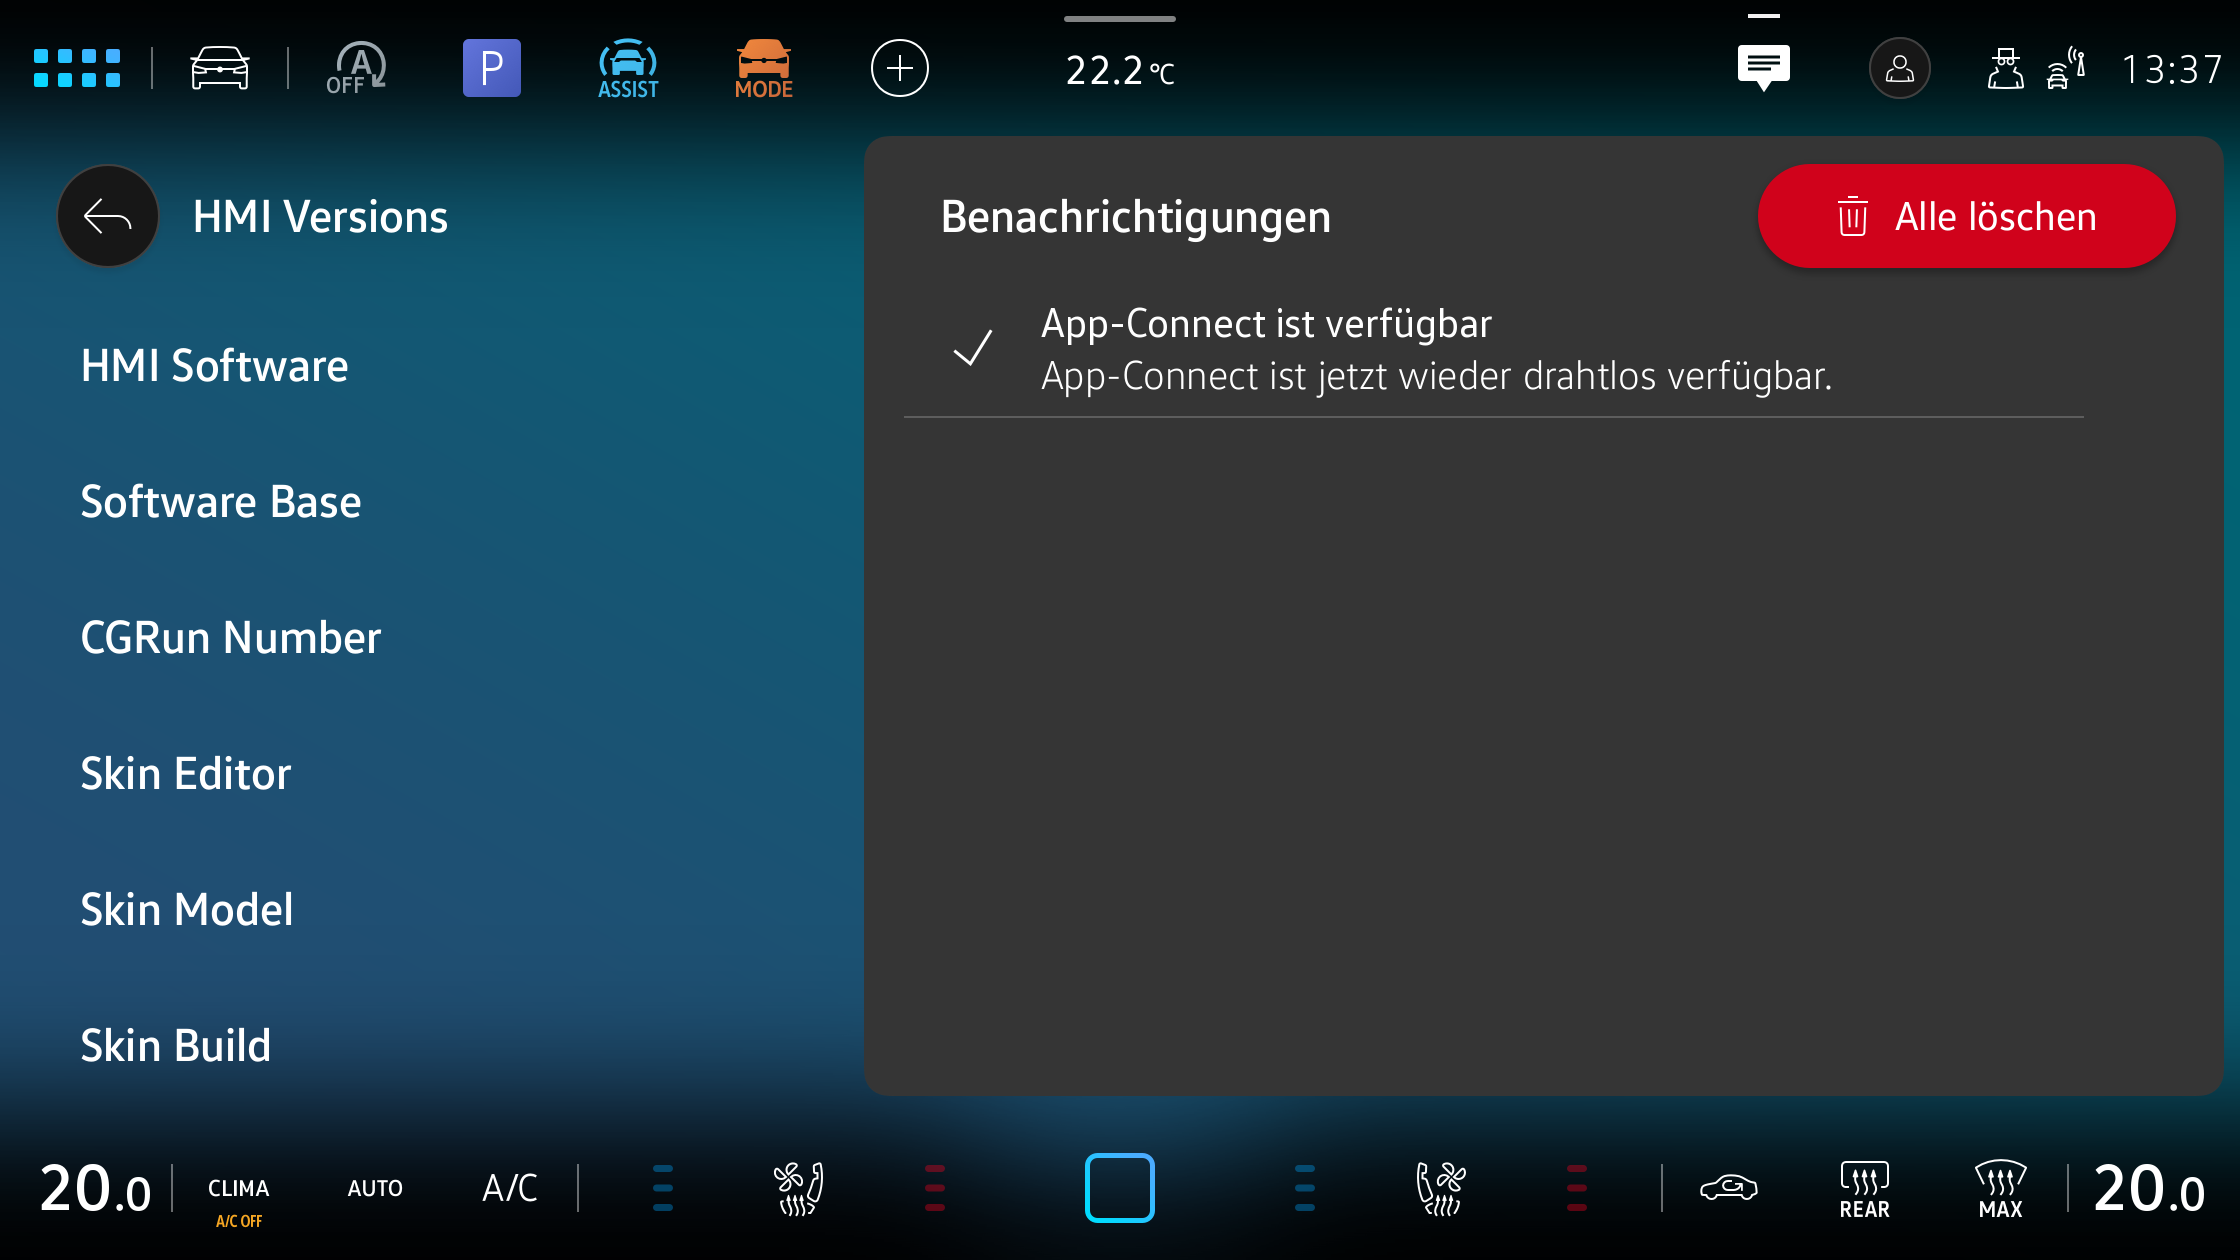 A
OFF
P
ASSIST
MODE
22.2 °C
13:37
HMI Versions
HMI Software
Software Base
CGRun Number
Skin Editor
Skin Model
Skin Build
Benachrichtigungen
Alle löschen
App-Connect ist verfügbar
App-Connect ist jetzt wieder drahtlos verfügbar.
20.0
CLIMA
A/C OFF
AUTO
A/C
REAR
MAX
20.0